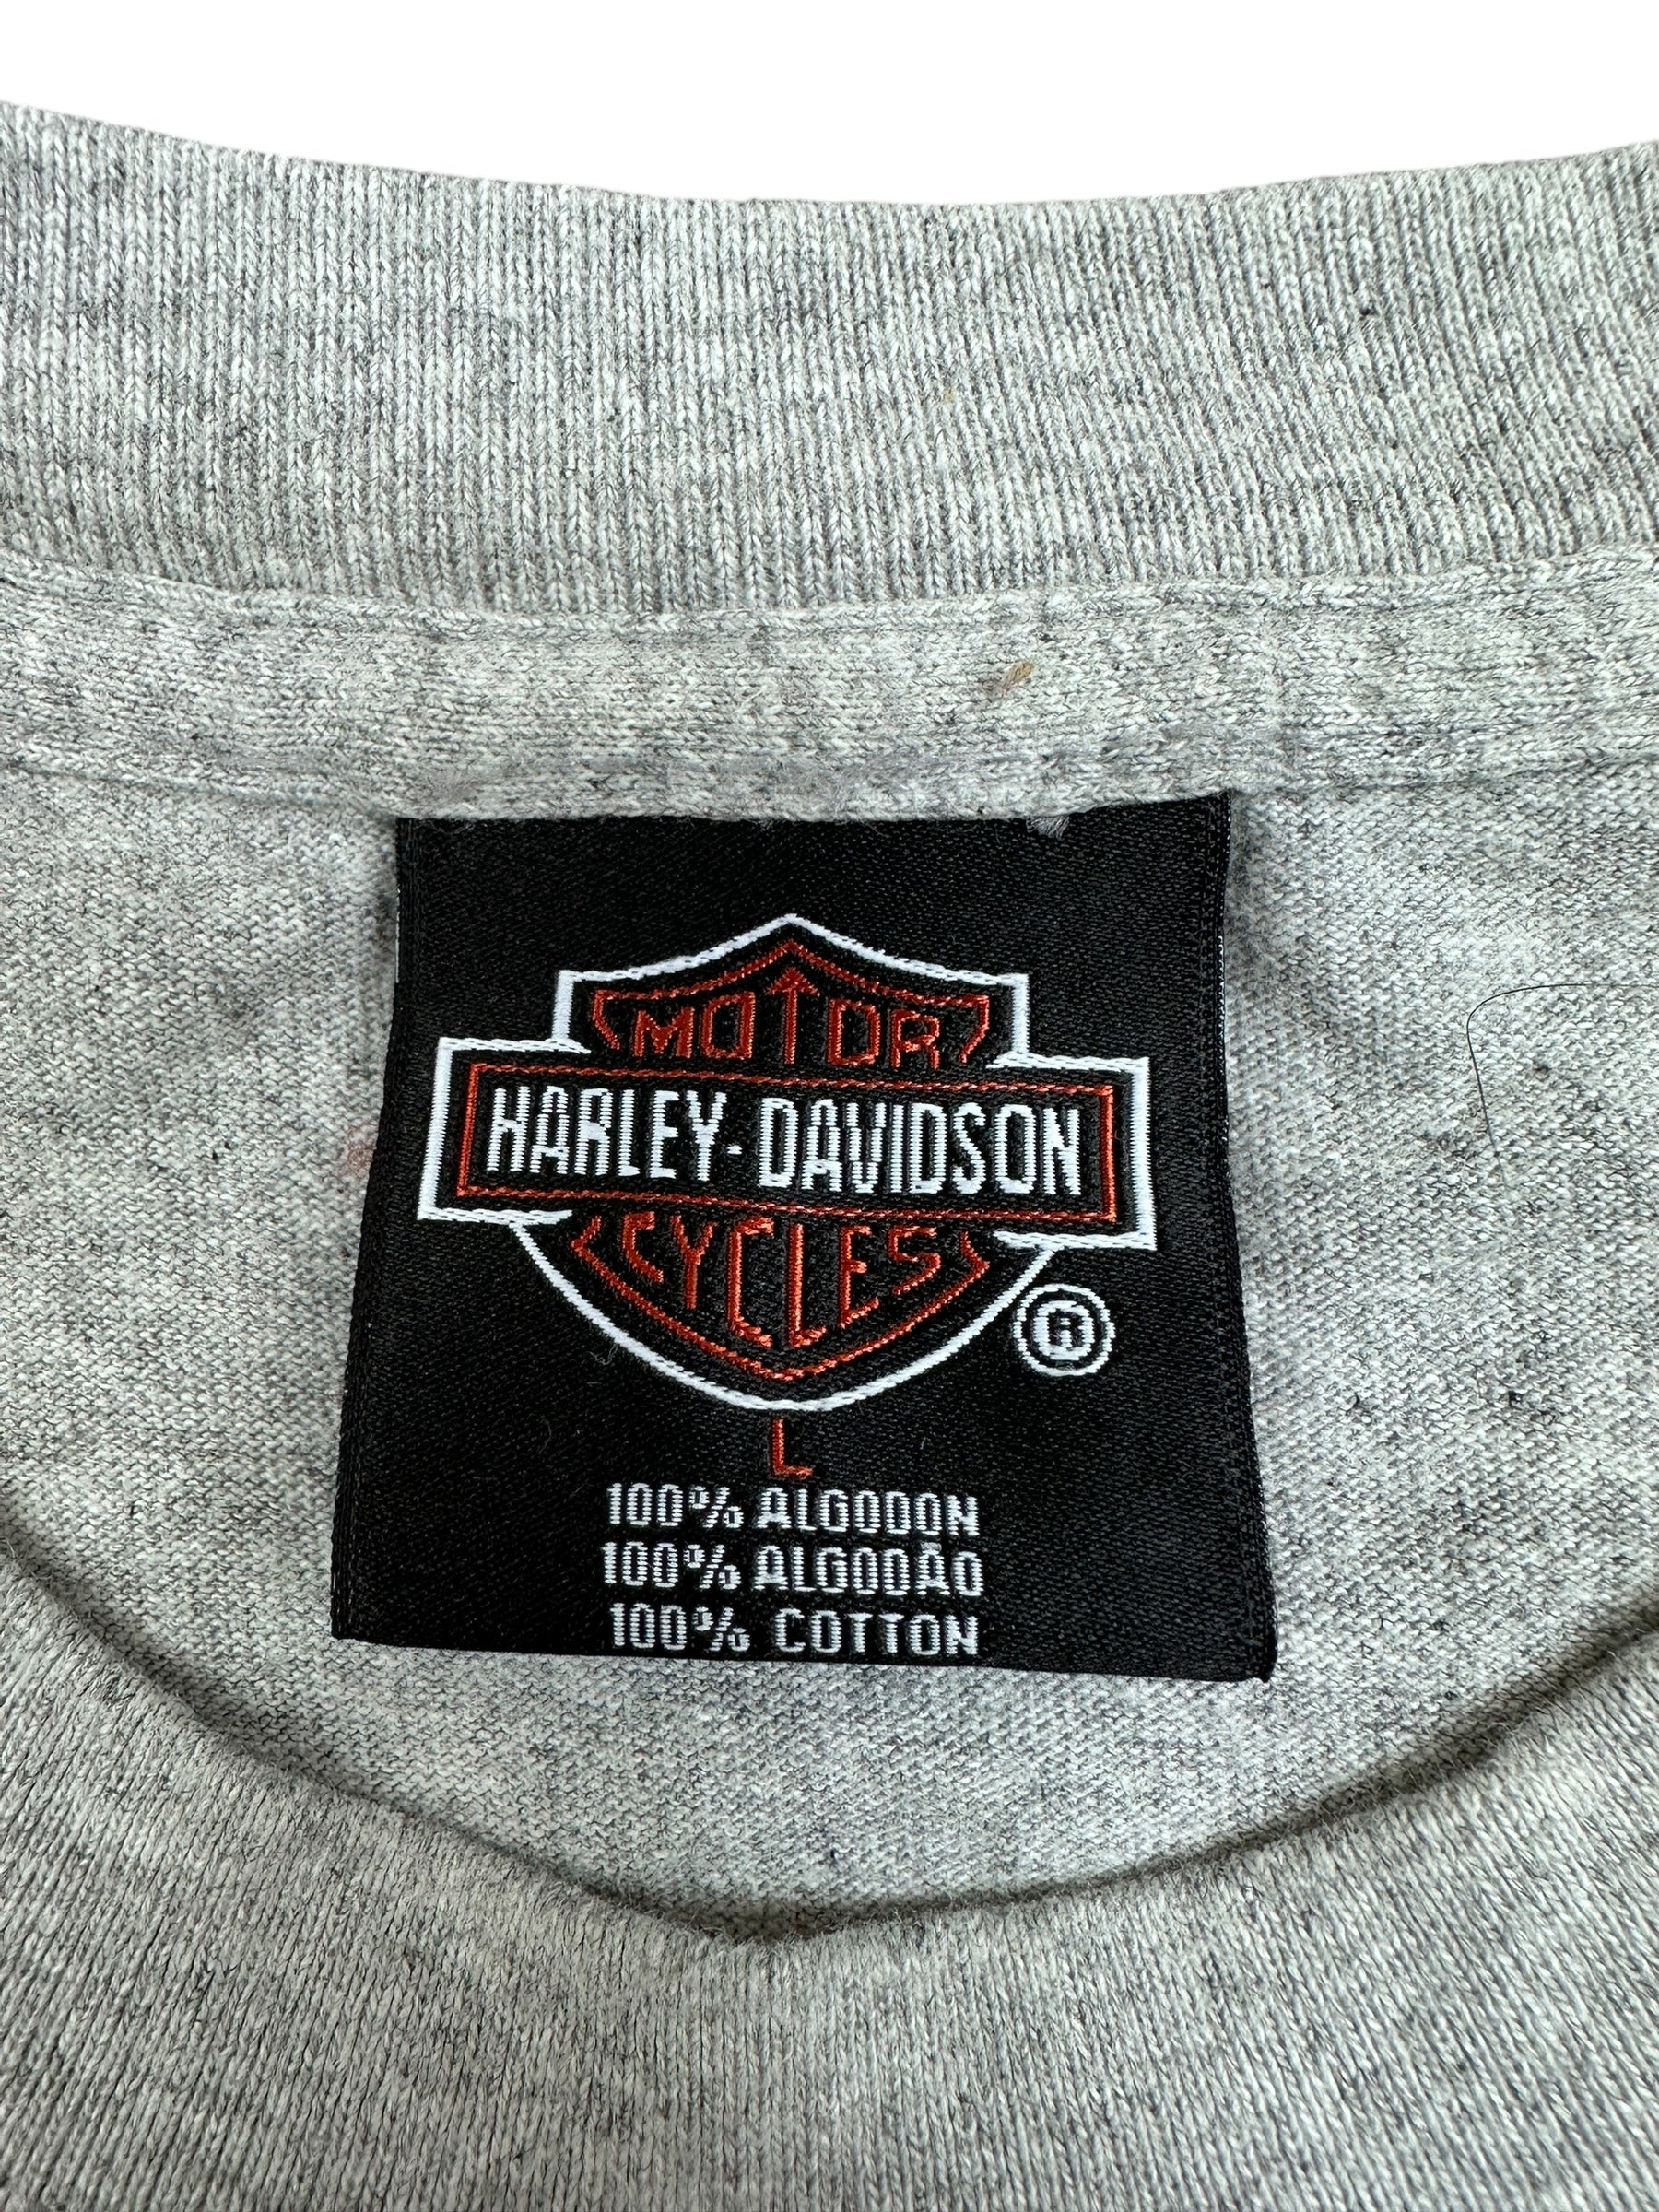 MOTOR
HARLEY-DAVIDSON
CYCLES
®
L
100% ALGODON
100% ALGODÃO
100% COTTON